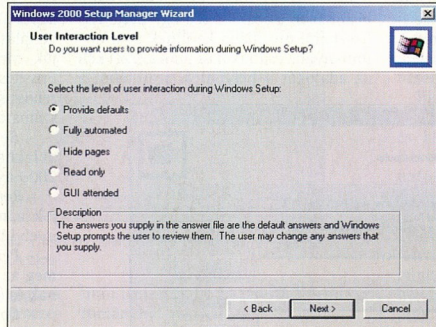 Windows 2000 Setup Manager Wizard
User Interaction Level
Do you want users to provide information during Windows Setup?
Select the level of user interaction during Windows Setup:
Provide defaults
Fully automated
Hide pages
Read only
GUI attended
Description
The answers you supply in the answer file are the default answers and Windows
Setup prompts the user to review them. The user may change any answers that
you supply.
< Back
Next >
Cancel